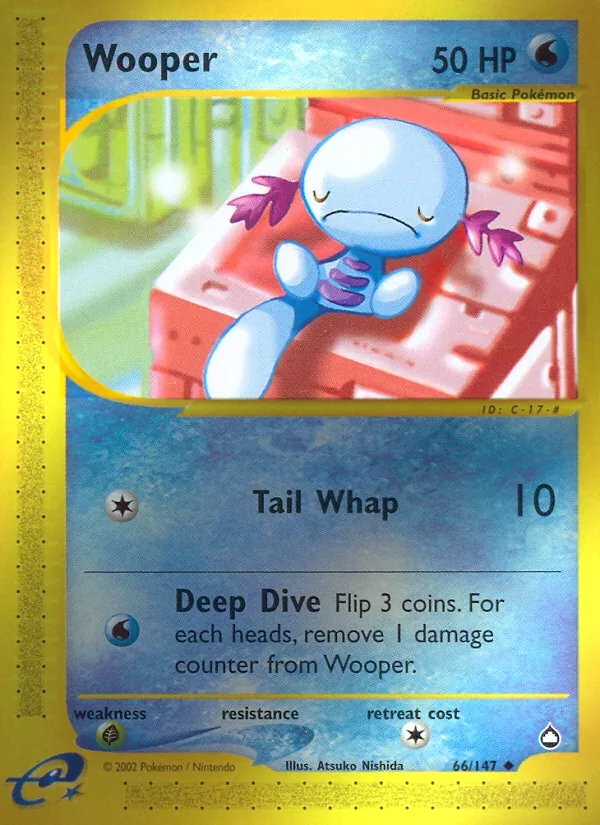 Wooper 50 HP
Basic Pokémon
ID: C-17-#
Tail Whap 10
Deep Dive Flip 3 coins. For
each heads, remove 1 damage
counter from Wooper.
weakness resistance retreat cost
© 2002 Pokémon / Nintendo Illus. Atsuko Nishida 66/147
e